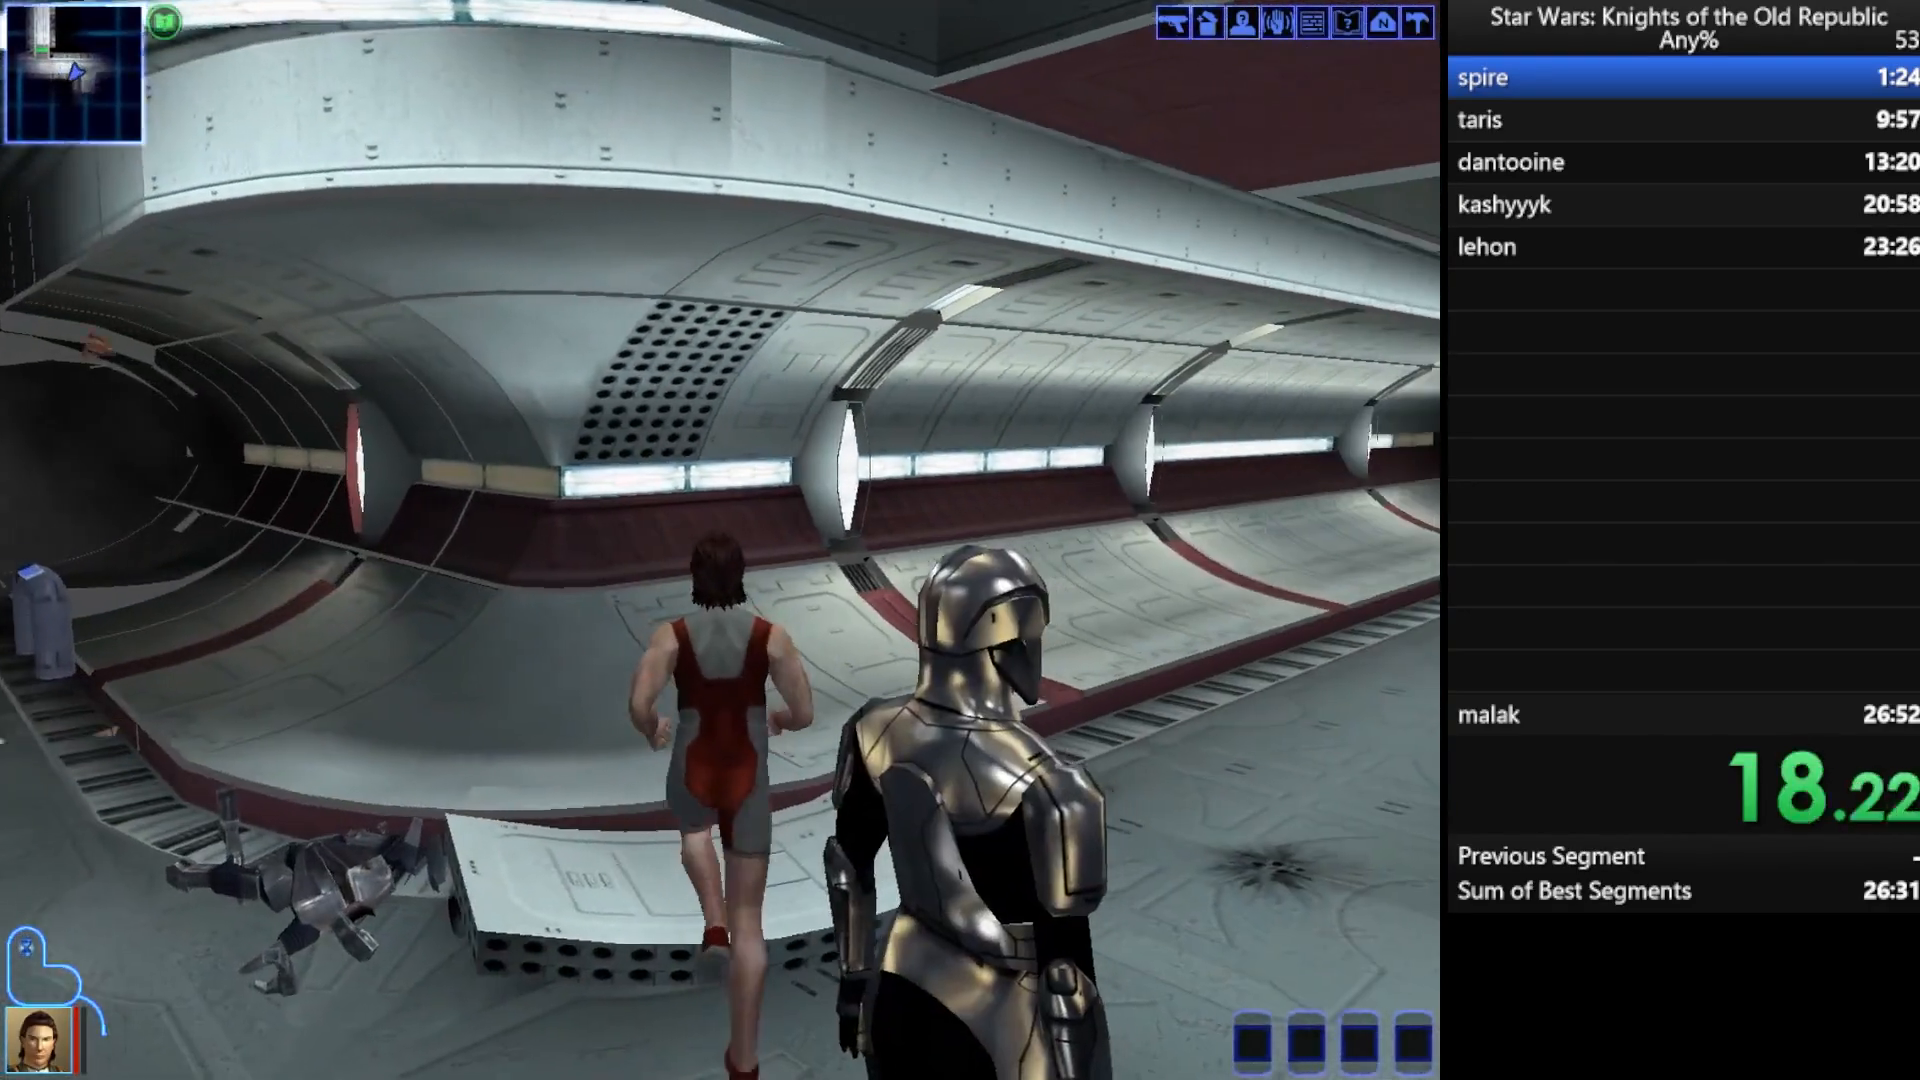 Star Wars: Knights of the Old Republic
Any% 53
spire 1:24
taris 9:57
dantooine 13:20
kashyyyk 20:58
lehon 23:26
malak 26:52
18.22
Previous Segment -
Sum of Best Segments 26:31